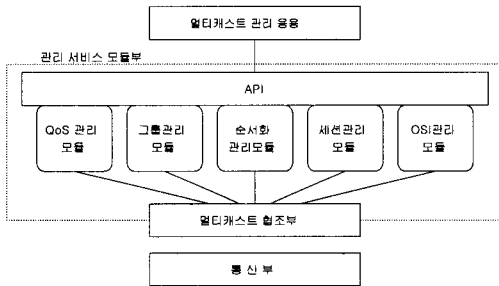 멀티캐스트 관리 응용
관리 서비스 모듈부
API
QoS 관리
모듈
그룹관리
모듈
순서화
관리모듈
세션관리
모듈
OSI관리
모듈
멀티캐스트 협조부
통신부